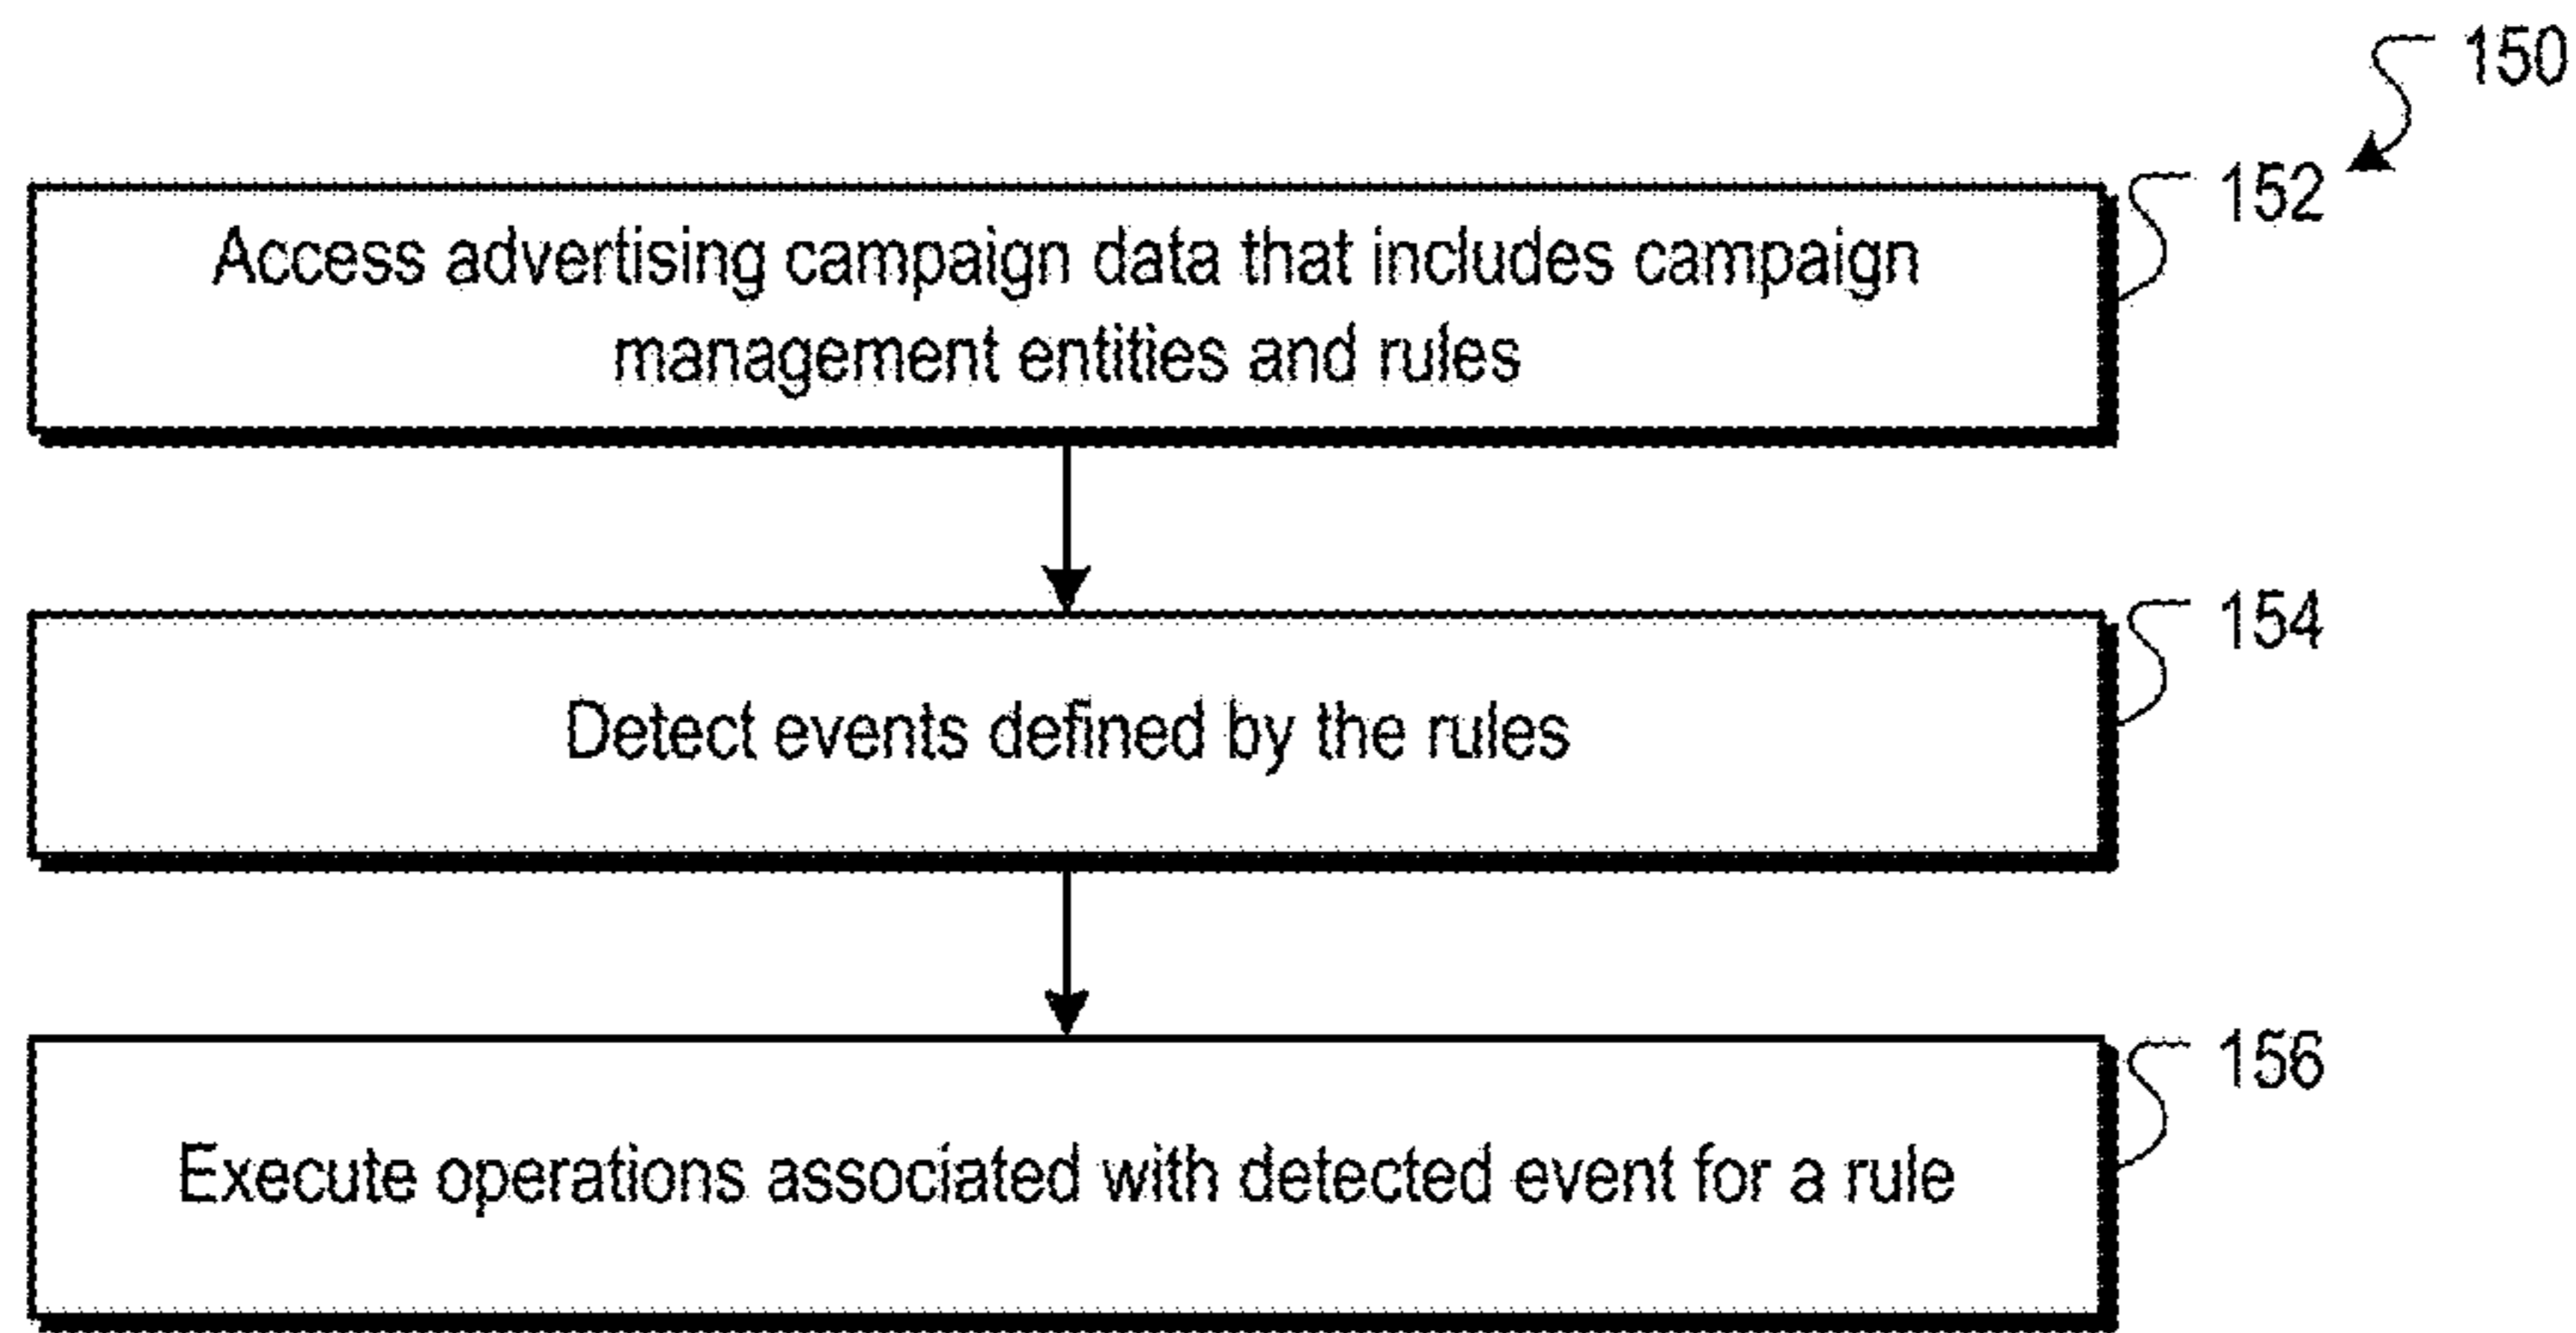 150
152
Access advertising campaign data that includes campaign
management entities and rules
154
Detect events defined by the rules
156
Execute operations associated with detected event for a rule